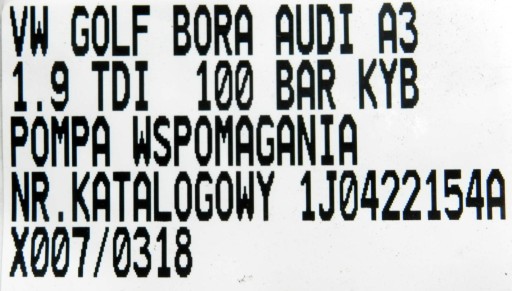 VW GOLF BORA AUDI A3
1.9 TDI 100 BAR KYB
POMPA WSPOMAGANIA
NR.KATALOGOWY 1J0422154A
X007/0318